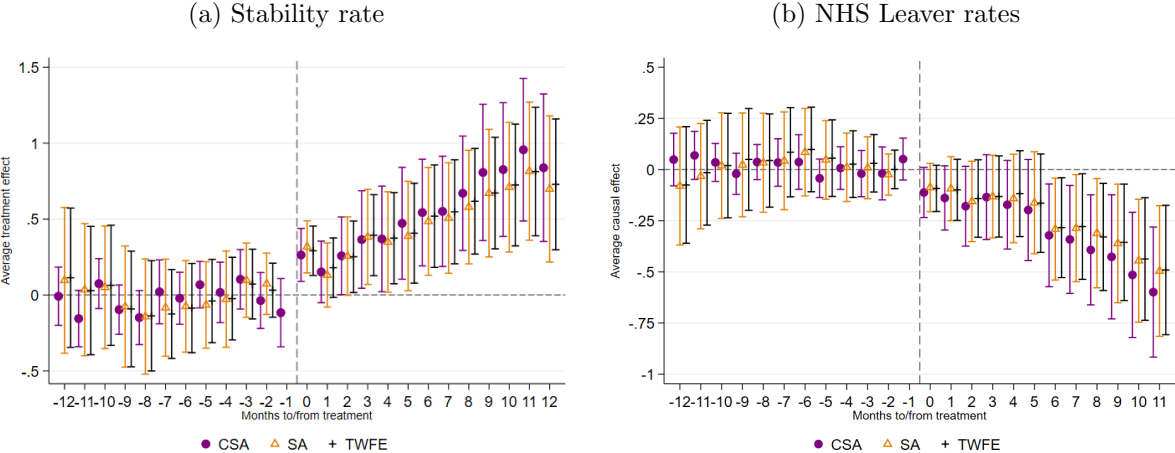 (a) Stability rate
1.5
1
.5
0
-.5
Average treatment effect
-12 -11 -10 -9 -8 -7 -6 -5 -4 -3 -2 -1 0 1 2 3 4 5 6 7 8 9 10 11 12
Months to/from treatment
CSA SA TWFE
(b) NHS Leaver rates
.5
.25
0
-.25
-.5
-.75
-1
Average causal effect
-12 -11 -10 -9 -8 -7 -6 -5 -4 -3 -2 -1 0 1 2 3 4 5 6 7 8 9 10 11
Months to/from treatment
CSA SA TWFE